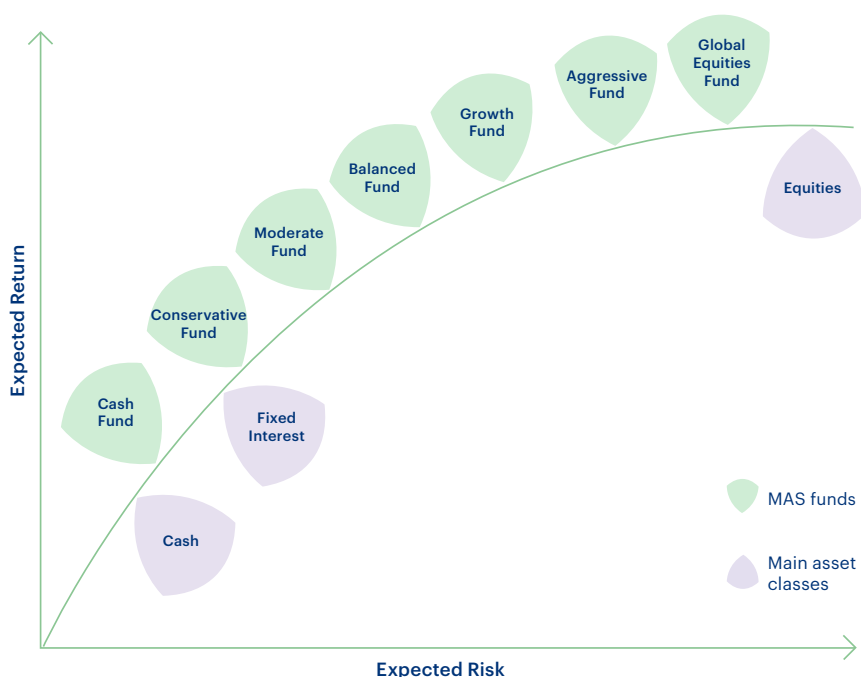 Global
Equities
Fund
Aggressive
Fund
Growth
Fund
Balanced
Fund
Equities
Moderate
Fund
Conservative
Fund
Expected Return
Cash
Fund
Fixed
Interest
MAS funds
Cash
Main asset
classes
Expected Risk